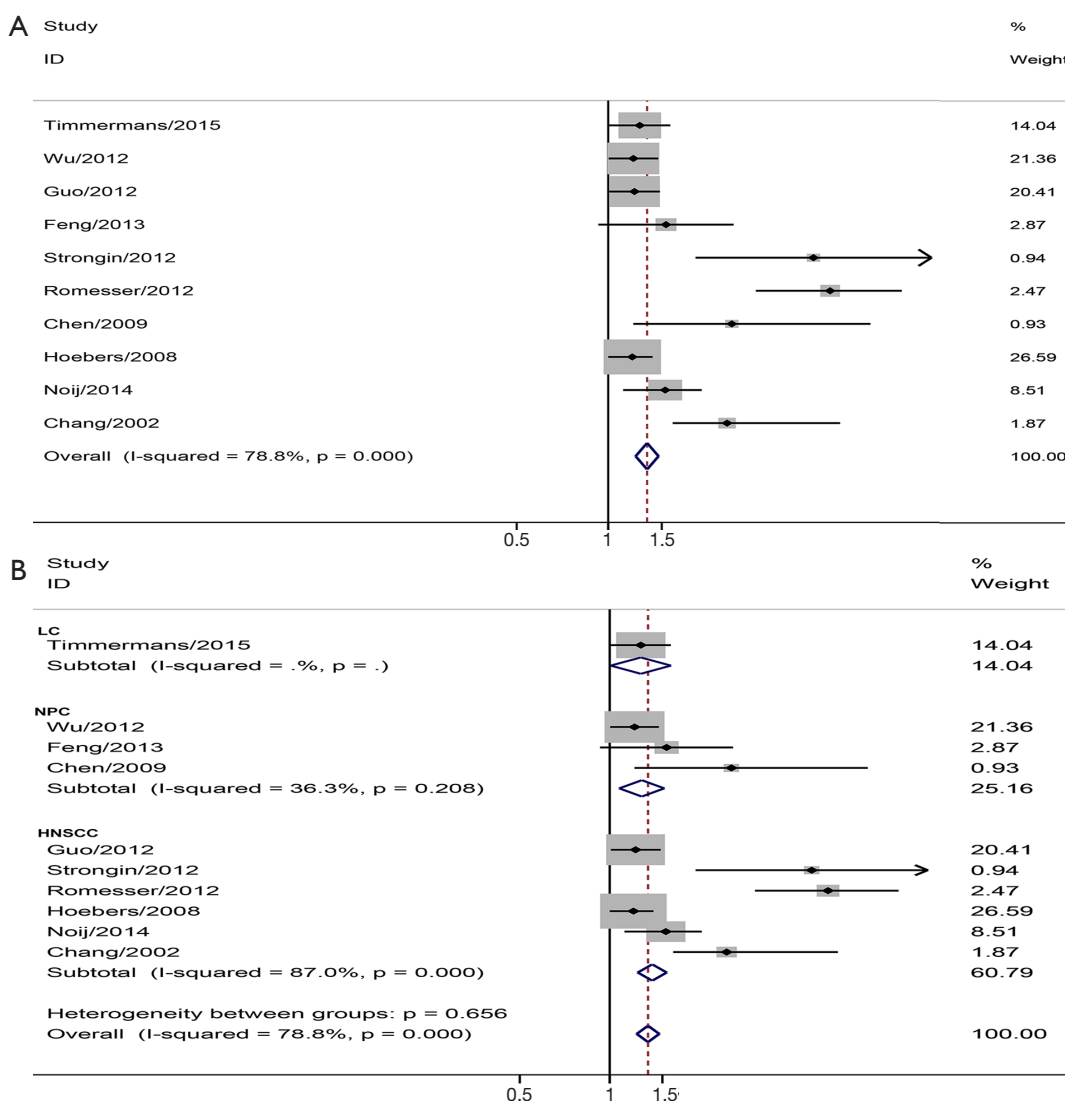 A Study %
ID Weight
Timmermans/2015 14.04
Wu/2012 21.36
Guo/2012 20.41
Feng/2013 2.87
Strongin/2012 0.94
Romesser/2012 2.47
Chen/2009 0.93
Hoebers/2008 26.59
Noij/2014 8.51
Chang/2002 1.87
Overall (I-squared = 78.8%, p = 0.000) 100.00
0.5 1 1.5
B Study %
ID Weight
LC
Timmermans/2015 14.04
Subtotal (I-squared = .%, p = .) 14.04
NPC
Wu/2012 21.36
Feng/2013 2.87
Chen/2009 0.93
Subtotal (I-squared = 36.3%, p = 0.208) 25.16
HNSCC
Guo/2012 20.41
Strongin/2012 0.94
Romesser/2012 2.47
Hoebers/2008 26.59
Noij/2014 8.51
Chang/2002 1.87
Subtotal (I-squared = 87.0%, p = 0.000) 60.79
Heterogeneity between groups: p = 0.656
Overall (I-squared = 78.8%, p = 0.000) 100.00
0.5 1 1.5